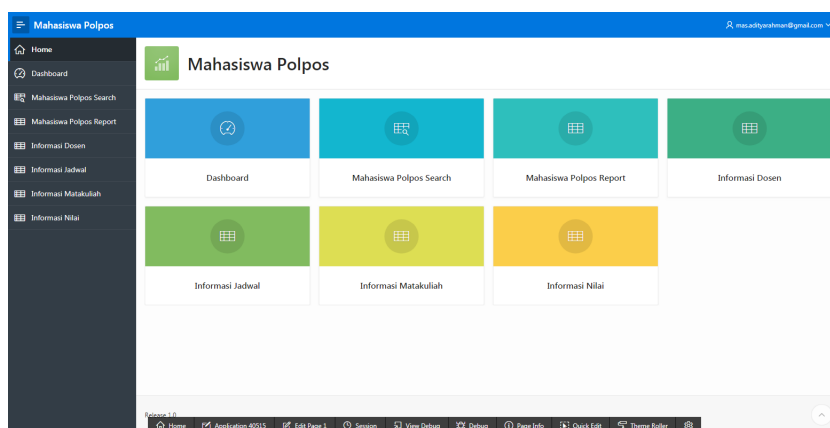 Mahasiswa Polpos
mas.adityarahman@gmail.com
Home
Dashboard
Mahasiswa Polpos Search
Mahasiswa Polpos Report
Informasi Dosen
Informasi Jadwal
Informasi Matakuliah
Informasi Nilai
Mahasiswa Polpos
Dashboard
Mahasiswa Polpos Search
Mahasiswa Polpos Report
Informasi Dosen
Informasi Jadwal
Informasi Matakuliah
Informasi Nilai
Release 1.0
Home Application 40515 Edit Page 1 Session View Debug Debug Page Info Quick Edit Theme Roller